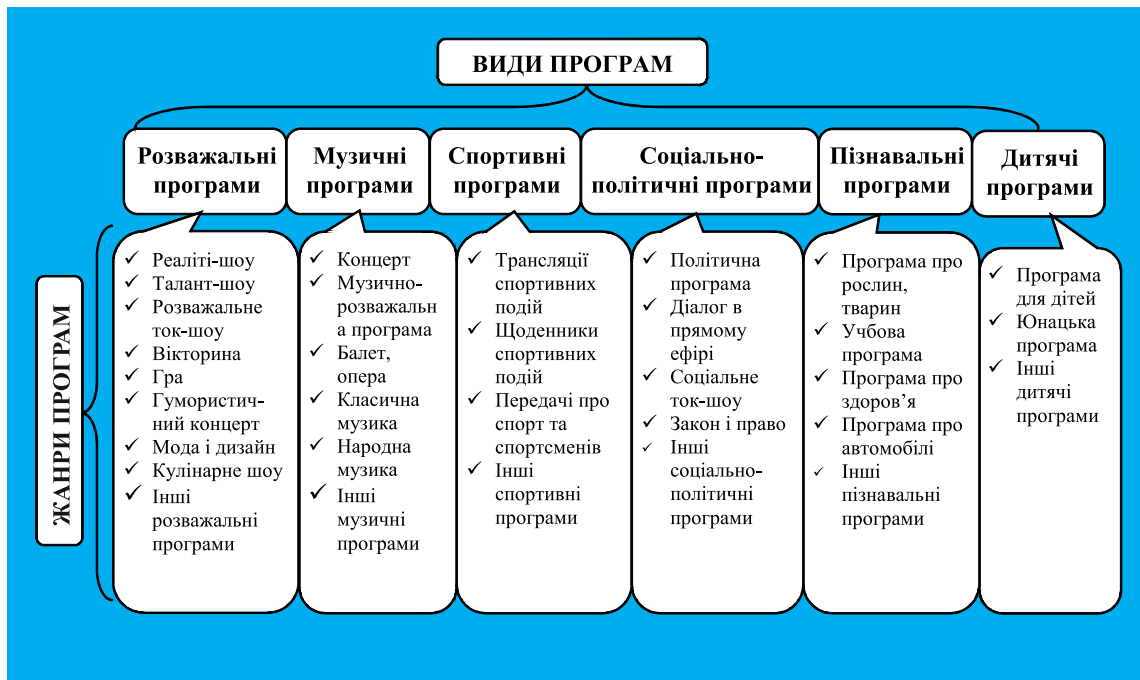 ВИДИ ПРОГРАМ
Розважальні
програми
Музичні
програми
Спортивні
програми
Соціально-
політичні програми
Пізнавальні
програми
Дитячі
програми
ЖАНРИ ПРОГРАМ
✓ Реаліті-шоу
✓ Талант-шоу
✓ Розважальне
ток-шоу
✓ Вікторина
✓ Гра
✓ Гумористич-
ний концерт
✓ Мода і дизайн
✓ Кулінарне шоу
✓ Інші
розважальні
програми
✓ Концерт
✓ Музично-
розважальн
а програма
✓ Балет,
опера
✓ Класична
музика
✓ Народна
музика
✓ Інші
музичні
програми
✓ Трансляції
спортивних
подій
✓ Щоденники
спортивних
подій
✓ Передачі про
спорт та
спортсменів
✓ Інші
спортивні
програми
✓ Політична
програма
✓ Діалог в
прямому
ефірі
✓ Соціальне
ток-шоу
✓ Закон і право
✓ Інші
соціально-
політичні
програми
✓ Програма про
рослин,
тварин
✓ Учбова
програма
✓ Програма про
здоров’я
✓ Програма про
автомобілі
✓ Інші
пізнавальні
програми
✓ Програма
для дітей
✓ Юнацька
програма
✓ Інші
дитячі
програми